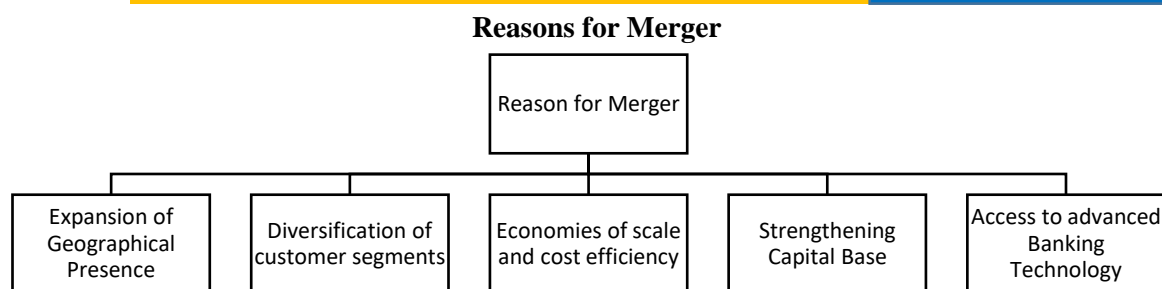 Reasons for Merger
Reason for Merger
Expansion of
Geographical
Presence
Diversification of
customer segments
Economies of scale
and cost efficiency
Strengthening
Capital Base
Access to advanced
Banking
Technology